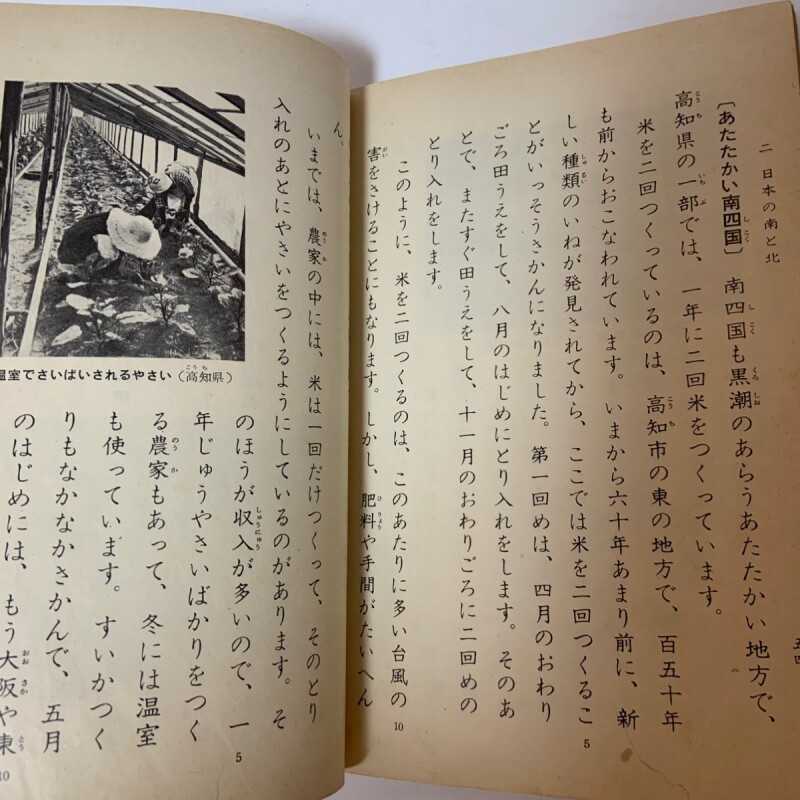 二 日本の南と北
五四
〔あたたかい南四国〕 南四国も黒潮のあらうあたたかい地方で、
高知県の一部では、一年に二回米をつくっています。
米を二回つくっているのは、高知市の東の地方で、百五十年
も前からおこなわれています。いまから六十年あまり前に、新
しい種類のいねが発見されてから、ここでは米を二回つくるこ
とがいっそうさかんになりました。第一回めは、四月のおわり
ごろ田うえをして、八月のはじめにとり入れをします。そのあ
とで、またすぐ田うえをして、十一月のおわりごろに二回めの
とり入れをします。
このように、米を二回つくるのは、このあたりに多い台風の
害をさけることにもなります。しかし、肥料や手間がたいへん
5
10
ん。
いまでは、農家の中には、米は一回だけつくって、そのとり
入れのあとにやさいをつくるようにしているのがあります。そ
のほうが収入が多いので、一
年じゅうやさいばかりをつく
る農家もあって、冬には温室
も使っています。すいかつく
りもなかなかさかんで、五月
のはじめには、もう大阪や東
温室でさいばいされるやさい（高知県）
5
10